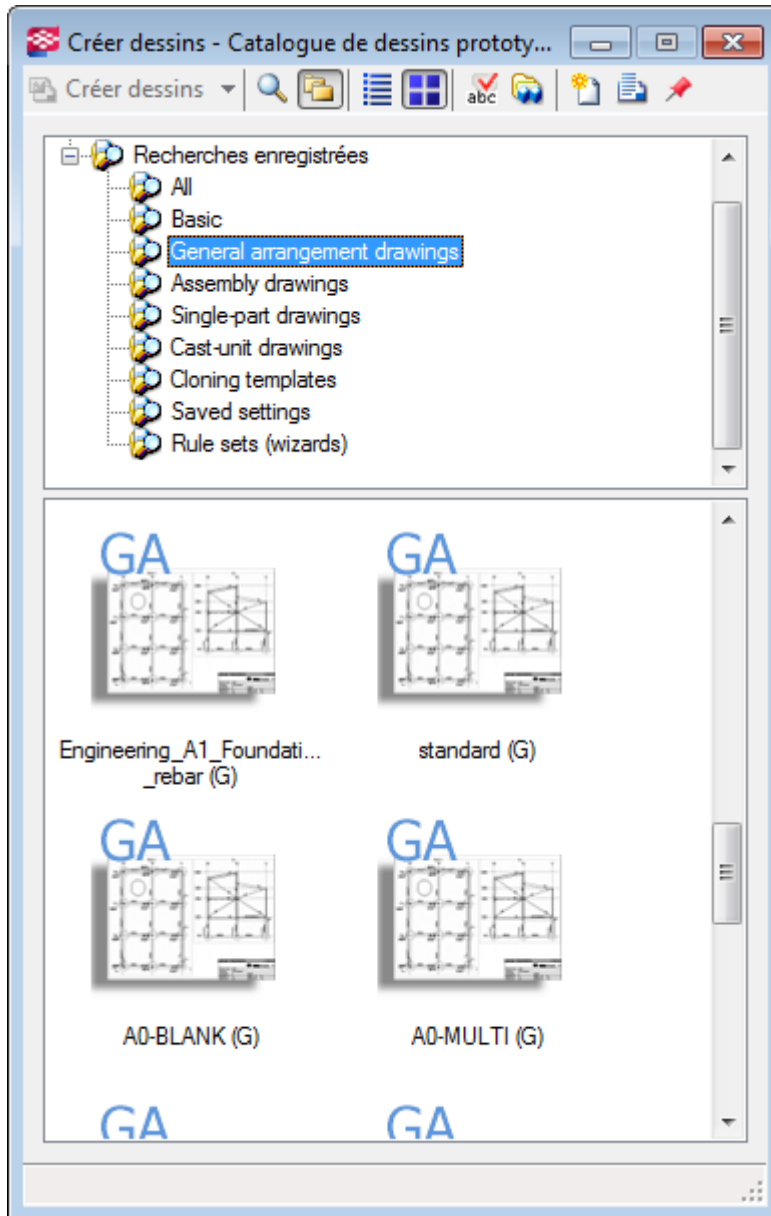 Créer dessins - Catalogue de dessins prototy...
Créer dessins
abc
Recherches enregistrées
All
Basic
General arrangement drawings
Assembly drawings
Single-part drawings
Cast-unit drawings
Cloning templates
Saved settings
Rule sets (wizards)
GA
GA
Engineering_A1_Foundati...
_rebar (G)
standard (G)
GA
GA
A0-BLANK (G)
A0-MULTI (G)
GA
GA